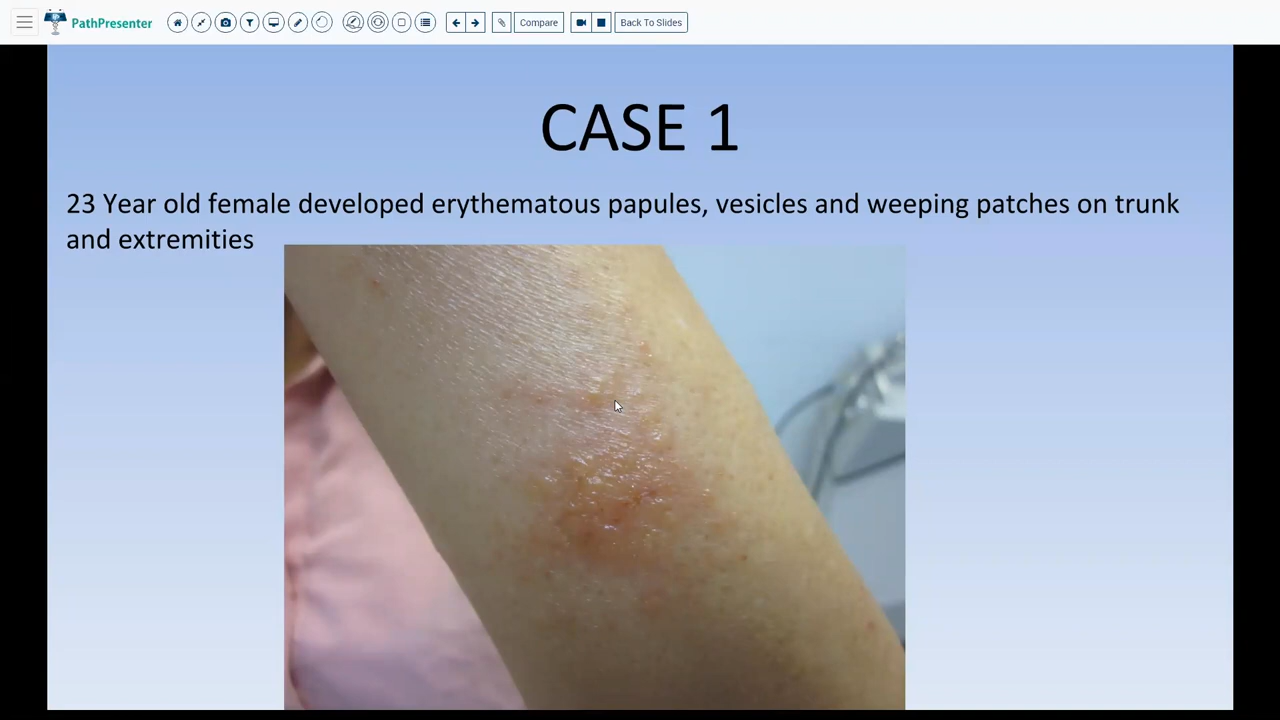 PathPresenter
Compare
Back To Slides
CASE 1
23 Year old female developed erythematous papules, vesicles and weeping patches on trunk
and extremities